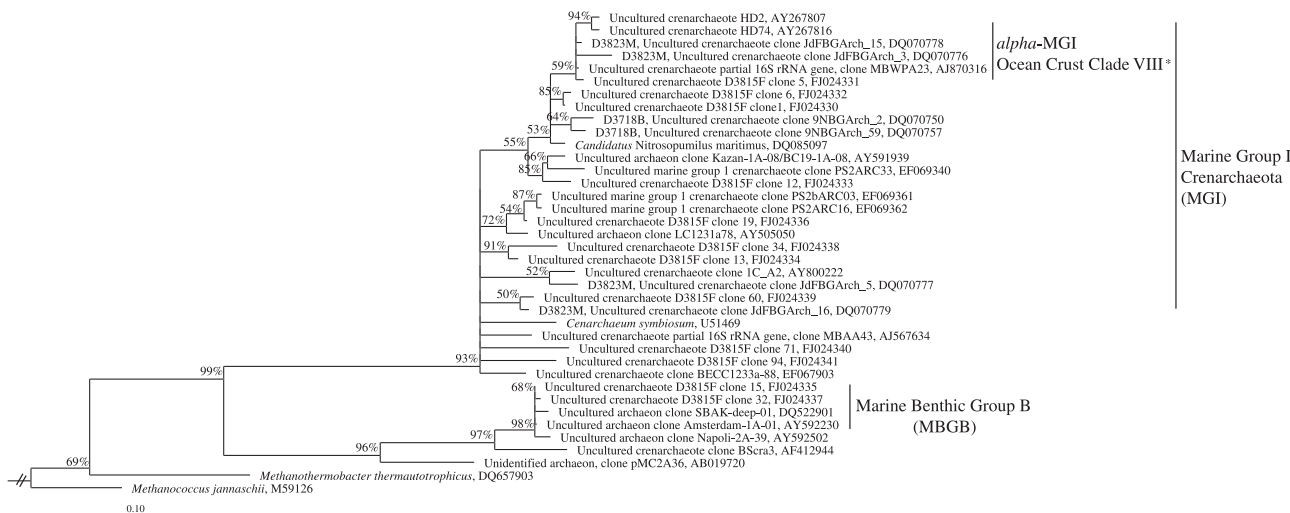 94%
Uncultured crenarchaeote HD2, AY267807
Uncultured crenarchaeote HD74, AY267816
D3823M, Uncultured crenarchaeote clone JdFBGArch_15, DQ070778
D3823M, Uncultured crenarchaeote clone JdFBGArch_3, DQ070776
59%
Uncultured crenarchaeote partial 16S rRNA gene, clone MBWPA23, AJ870316
Uncultured crenarchaeote D3815F clone 5, FJ024331
alpha-MGI
Ocean Crust Clade VIII*
85%
Uncultured crenarchaeote D3815F clone 6, FJ024332
Uncultured crenarchaeote D3815F clone1, FJ024330
64%
D3718B, Uncultured crenarchaeote clone 9NBGArch_2, DQ070750
53%
D3718B, Uncultured crenarchaeote clone 9NBGArch_59, DQ070757
55%
Candidatus Nitrosopumilus maritimus, DQ085097
66%
Uncultured archaeon clone Kazan-1A-08/BC19-1A-08, AY591939
85%
Uncultured marine group 1 crenarchaeote clone PS2ARC33, EF069340
Uncultured crenarchaeote D3815F clone 12, FJ024333
Marine Group I
Crenarchaeota
(MGI)
87%
Uncultured marine group 1 crenarchaeote clone PS2bARC03, EF069361
54%
Uncultured marine group 1 crenarchaeote clone PS2ARC16, EF069362
72%
Uncultured crenarchaeote D3815F clone 19, FJ024336
Uncultured archaeon clone LC1231a78, AY505050
91%
Uncultured crenarchaeote D3815F clone 34, FJ024338
Uncultured crenarchaeote D3815F clone 13, FJ024334
52%
Uncultured crenarchaeote clone 1C_A2, AY800222
D3823M, Uncultured crenarchaeote clone JdFBGArch_5, DQ070777
50%
Uncultured crenarchaeote D3815F clone 60, FJ024339
D3823M, Uncultured crenarchaeote clone JdFBGArch_16, DQ070779
Cenarchaeum symbiosum, U51469
Uncultured crenarchaeote partial 16S rRNA gene, clone MBAA43, AJ567634
Uncultured crenarchaeote D3815F clone 71, FJ024340
93%
Uncultured crenarchaeote D3815F clone 94, FJ024341
99%
Uncultured crenarchaeote clone BECC1233a-88, EF067903
68%
Uncultured crenarchaeote D3815F clone 15, FJ024335
Uncultured crenarchaeote D3815F clone 32, FJ024337
Uncultured archaeon clone SBAK-deep-01, DQ522901
98%
Uncultured archaeon clone Amsterdam-1A-01, AY592230
Marine Benthic Group B
(MBGB)
97%
Uncultured archaeon clone Napoli-2A-39, AY592502
96%
Uncultured crenarchaeote clone BScra3, AF412944
Unidentified archaeon, clone pMC2A36, AB019720
69%
Methanothermobacter thermautotrophicus, DQ657903
Methanococcus jannaschii, M59126
0.10